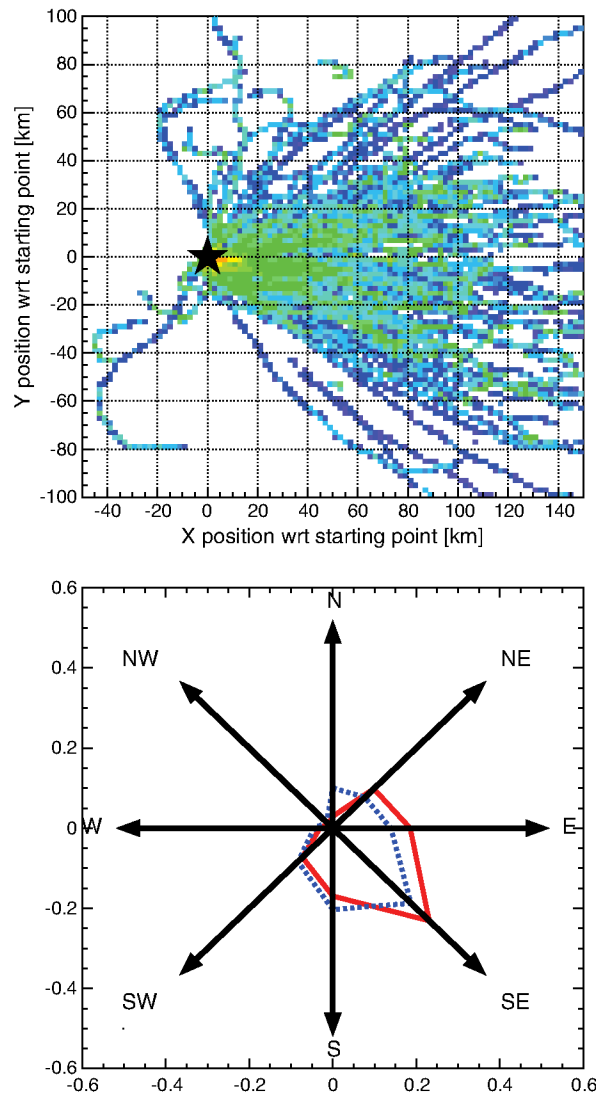 100
80
60
40
20
0
-20
-40
-60
-80
-100
Y position wrt starting point [km]
-40 -20 0 20 40 60 80 100 120 140
X position wrt starting point [km]
0.6
0.4
0.2
0
-0.2
-0.4
-0.6
N
NW NE
W E
SW SE
S
-0.6 -0.4 -0.2 0 0.2 0.4 0.6